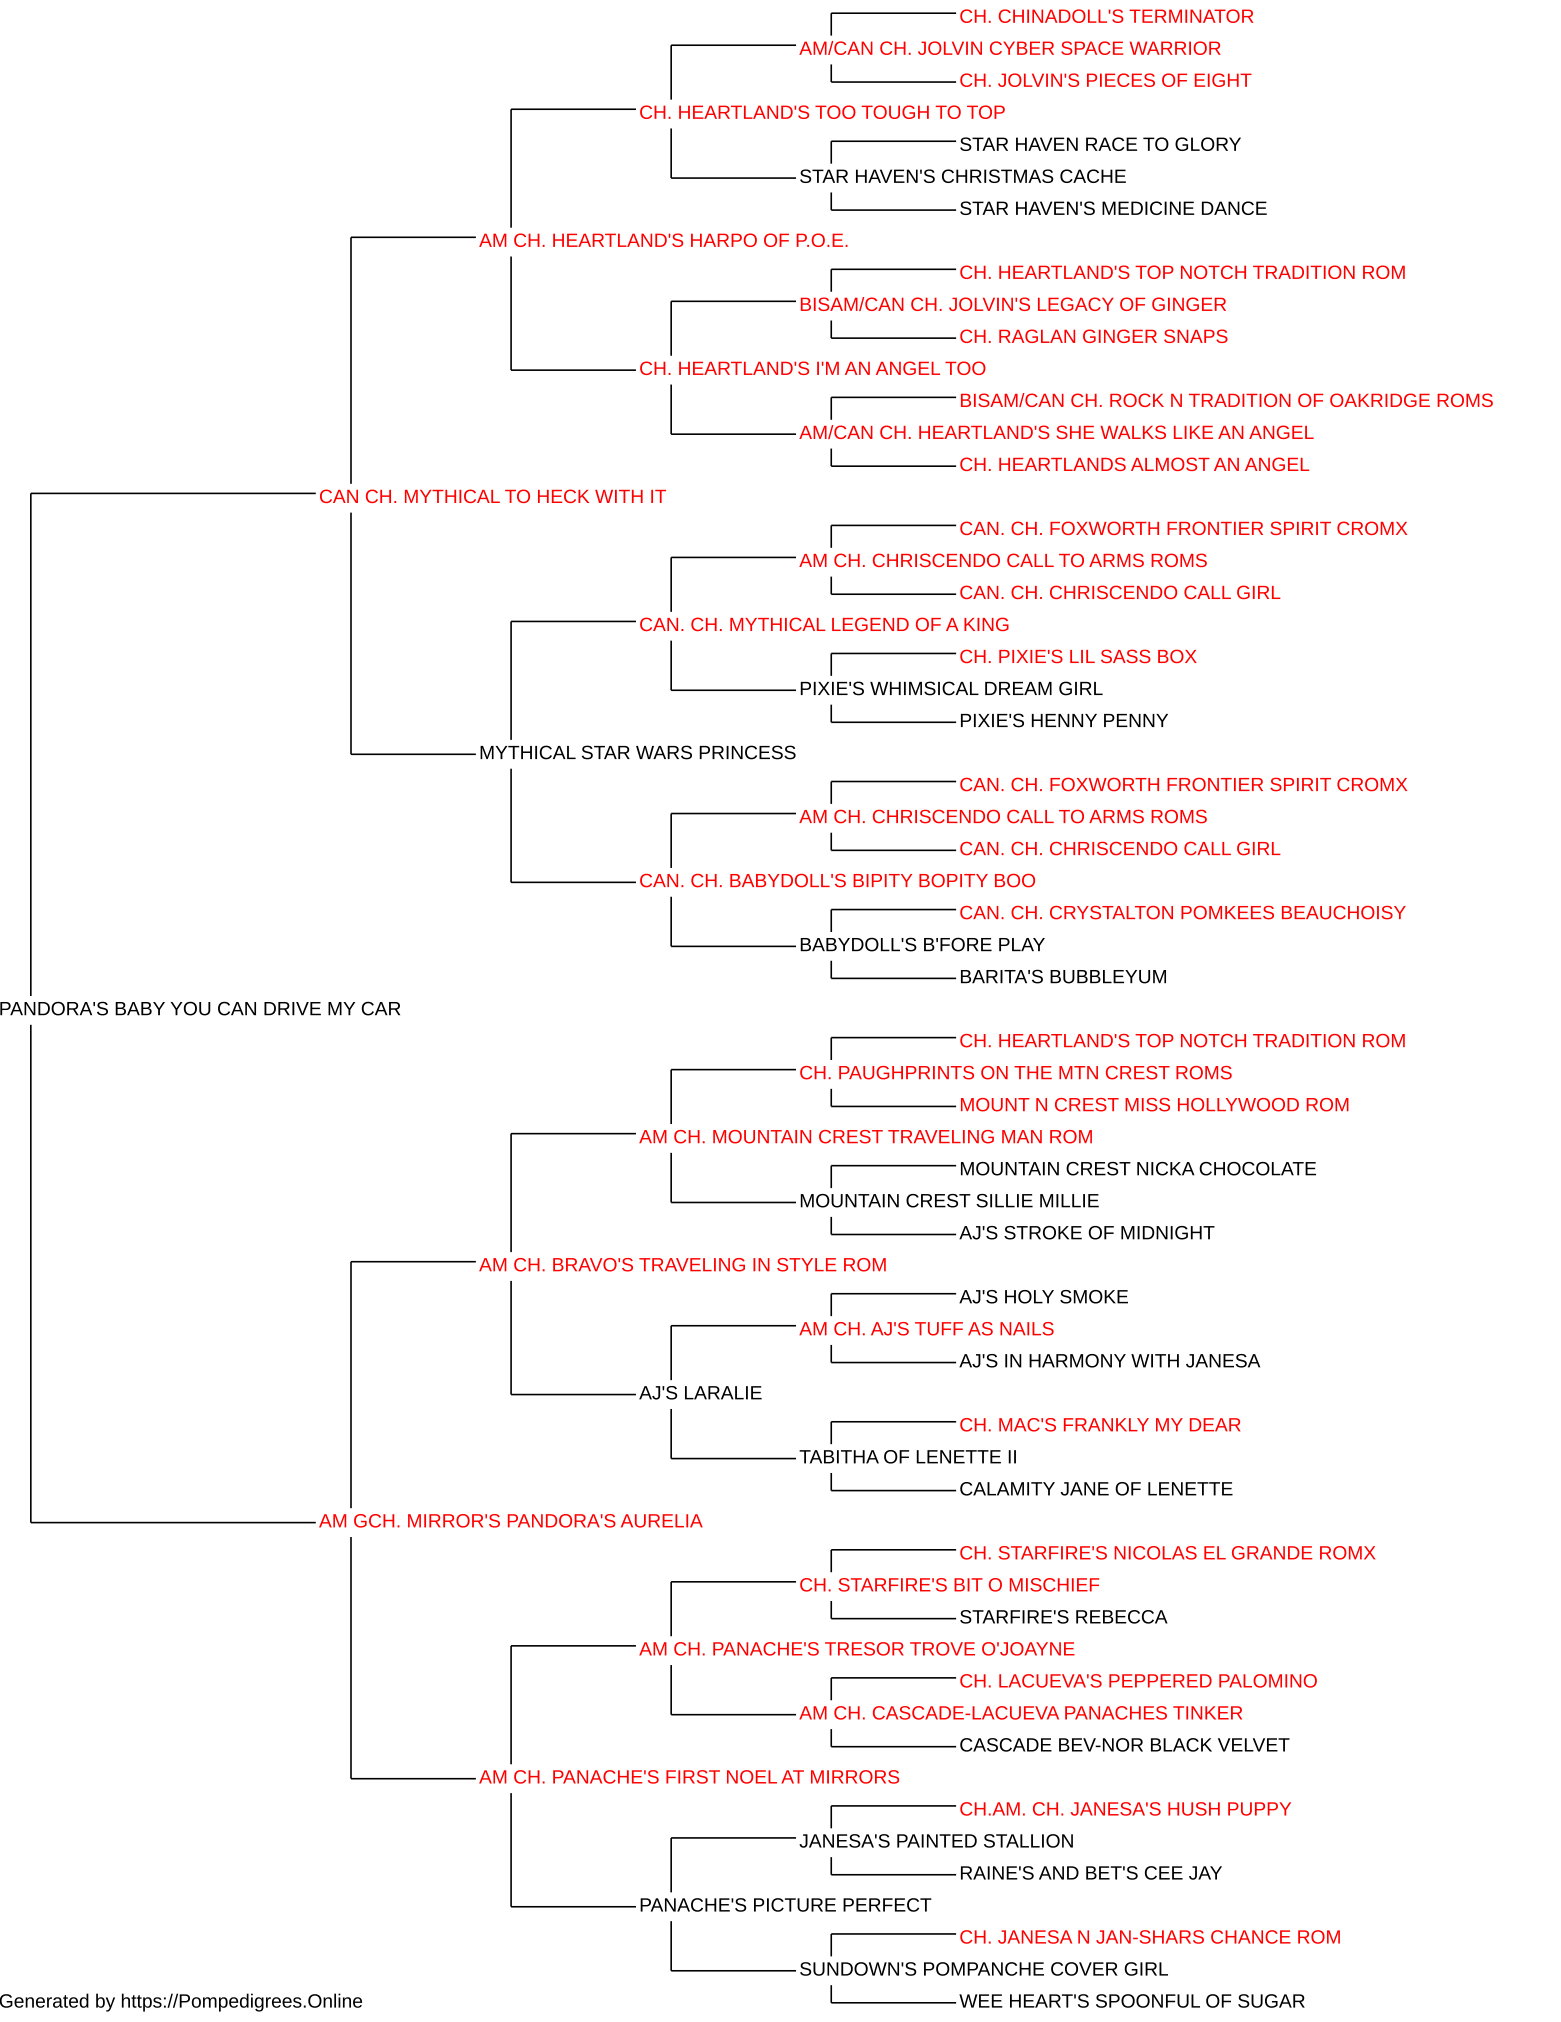 CH. CHINADOLL'S TERMINATOR
AM/CAN CH. JOLVIN CYBER SPACE WARRIOR
CH. JOLVIN'S PIECES OF EIGHT
CH. HEARTLAND'S TOO TOUGH TO TOP
STAR HAVEN RACE TO GLORY
STAR HAVEN'S CHRISTMAS CACHE
STAR HAVEN'S MEDICINE DANCE
AM CH. HEARTLAND'S HARPO OF P.O.E.
CH. HEARTLAND'S TOP NOTCH TRADITION ROM
BISAM/CAN CH. JOLVIN'S LEGACY OF GINGER
CH. RAGLAN GINGER SNAPS
CH. HEARTLAND'S I'M AN ANGEL TOO
BISAM/CAN CH. ROCK N TRADITION OF OAKRIDGE ROMS
AM/CAN CH. HEARTLAND'S SHE WALKS LIKE AN ANGEL
CH. HEARTLANDS ALMOST AN ANGEL
CAN CH. MYTHICAL TO HECK WITH IT
CAN. CH. FOXWORTH FRONTIER SPIRIT CROMX
AM CH. CHRISCENDO CALL TO ARMS ROMS
CAN. CH. CHRISCENDO CALL GIRL
CAN. CH. MYTHICAL LEGEND OF A KING
CH. PIXIE'S LIL SASS BOX
PIXIE'S WHIMSICAL DREAM GIRL
PIXIE'S HENNY PENNY
MYTHICAL STAR WARS PRINCESS
CAN. CH. FOXWORTH FRONTIER SPIRIT CROMX
AM CH. CHRISCENDO CALL TO ARMS ROMS
CAN. CH. CHRISCENDO CALL GIRL
CAN. CH. BABYDOLL'S BIPITY BOPITY BOO
CAN. CH. CRYSTALTON POMKEES BEAUCHOISY
BABYDOLL'S B'FORE PLAY
BARITA'S BUBBLEYUM
PANDORA'S BABY YOU CAN DRIVE MY CAR
CH. HEARTLAND'S TOP NOTCH TRADITION ROM
CH. PAUGHPRINTS ON THE MTN CREST ROMS
MOUNT N CREST MISS HOLLYWOOD ROM
AM CH. MOUNTAIN CREST TRAVELING MAN ROM
MOUNTAIN CREST NICKA CHOCOLATE
MOUNTAIN CREST SILLIE MILLIE
AJ'S STROKE OF MIDNIGHT
AM CH. BRAVO'S TRAVELING IN STYLE ROM
AJ'S HOLY SMOKE
AM CH. AJ'S TUFF AS NAILS
AJ'S IN HARMONY WITH JANESA
AJ'S LARALIE
CH. MAC'S FRANKLY MY DEAR
TABITHA OF LENETTE II
CALAMITY JANE OF LENETTE
AM GCH. MIRROR'S PANDORA'S AURELIA
CH. STARFIRE'S NICOLAS EL GRANDE ROMX
CH. STARFIRE'S BIT O MISCHIEF
STARFIRE'S REBECCA
AM CH. PANACHE'S TRESOR TROVE O'JOAYNE
CH. LACUEVA'S PEPPERED PALOMINO
AM CH. CASCADE-LACUEVA PANACHES TINKER
CASCADE BEV-NOR BLACK VELVET
AM CH. PANACHE'S FIRST NOEL AT MIRRORS
CH.AM. CH. JANESA'S HUSH PUPPY
JANESA'S PAINTED STALLION
RAINE'S AND BET'S CEE JAY
PANACHE'S PICTURE PERFECT
CH. JANESA N JAN-SHARS CHANCE ROM
SUNDOWN'S POMPANCHE COVER GIRL
WEE HEART'S SPOONFUL OF SUGAR
Generated by https://Pompedigrees.Online